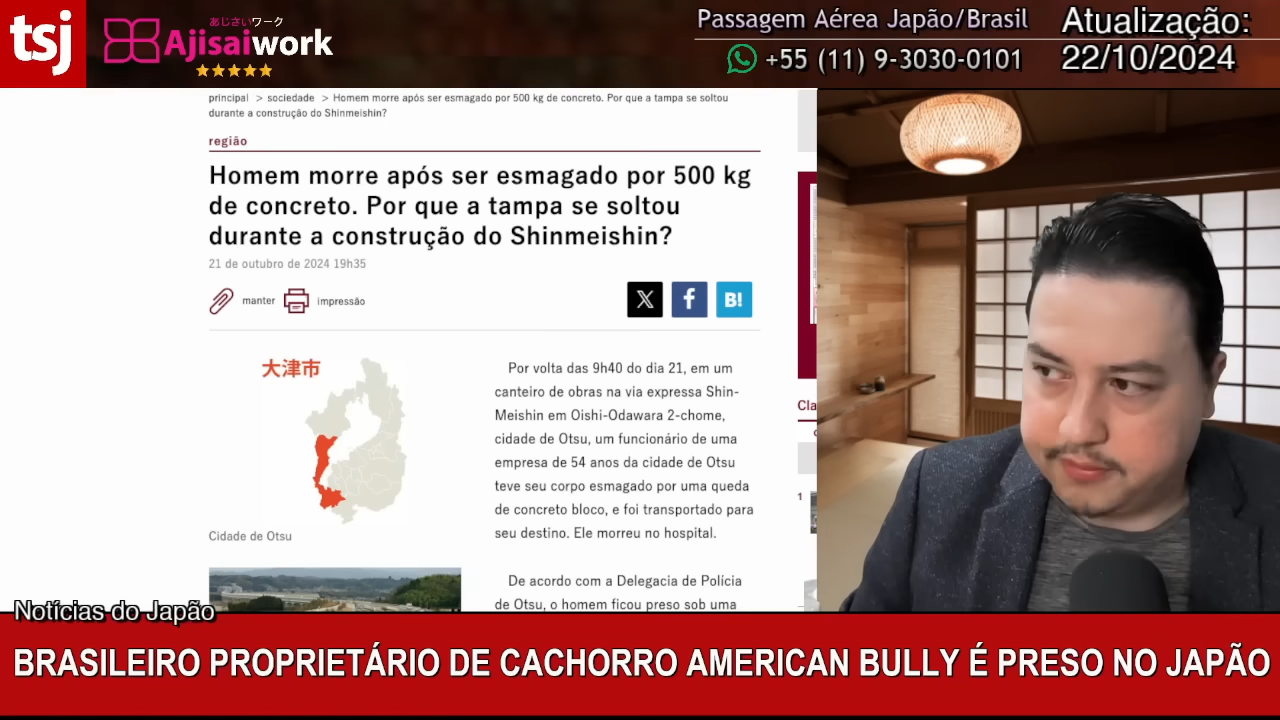 tsj
あじさいワーク
Ajisaiwork
Passagem Aérea Japão/Brasil
+55 (11) 9-3030-0101
Atualização:
22/10/2024
principal > sociedade > Homem morre após ser esmagado por 500 kg de concreto. Por que a tampa se soltou
durante a construção do Shinmeishin?
região
Homem morre após ser esmagado por 500 kg
de concreto. Por que a tampa se soltou
durante a construção do Shinmeishin?
21 de outubro de 2024 19h35
manter
impressão
X
f
B!
大津市
Cidade de Otsu
Por volta das 9h40 do dia 21, em um
canteiro de obras na via expressa Shin-
Meishin em Oishi-Odawara 2-chome,
cidade de Otsu, um funcionário de uma
empresa de 54 anos da cidade de Otsu
teve seu corpo esmagado por uma queda
de concreto bloco, e foi transportado para
seu destino. Ele morreu no hospital.
De acordo com a Delegacia de Polícia
de Otsu, o homem ficou preso sob uma
Cla
1
Notícias do Japão
BRASILEIRO PROPRIETÁRIO DE CACHORRO AMERICAN BULLY É PRESO NO JAPÃO